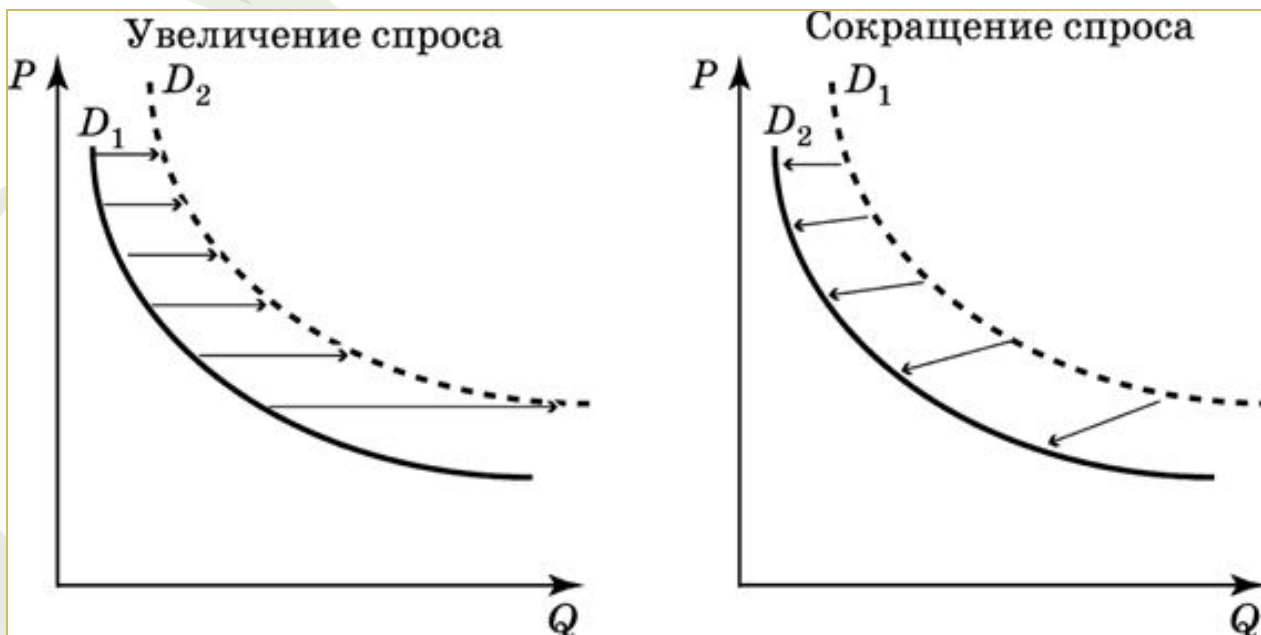 Увеличение спроса
P
D₂
D₁
Q
Сокращение спроса
P
D₁
D₂
Q